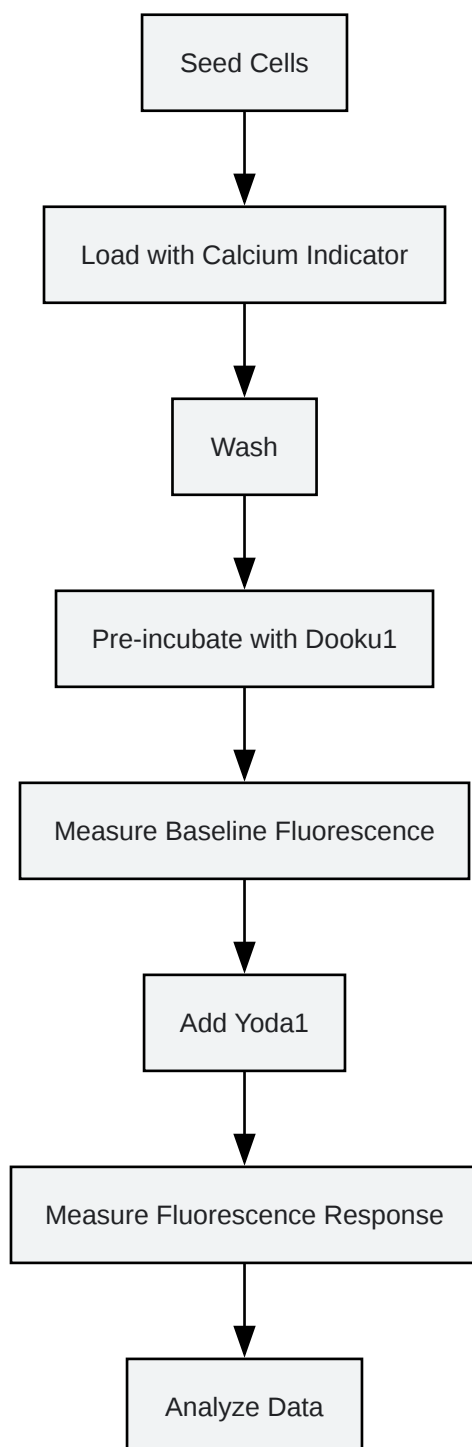 Seed Cells
Load with Calcium Indicator
Wash
Pre-incubate with Dooku1
Measure Baseline Fluorescence
Add Yoda1
Measure Fluorescence Response
Analyze Data